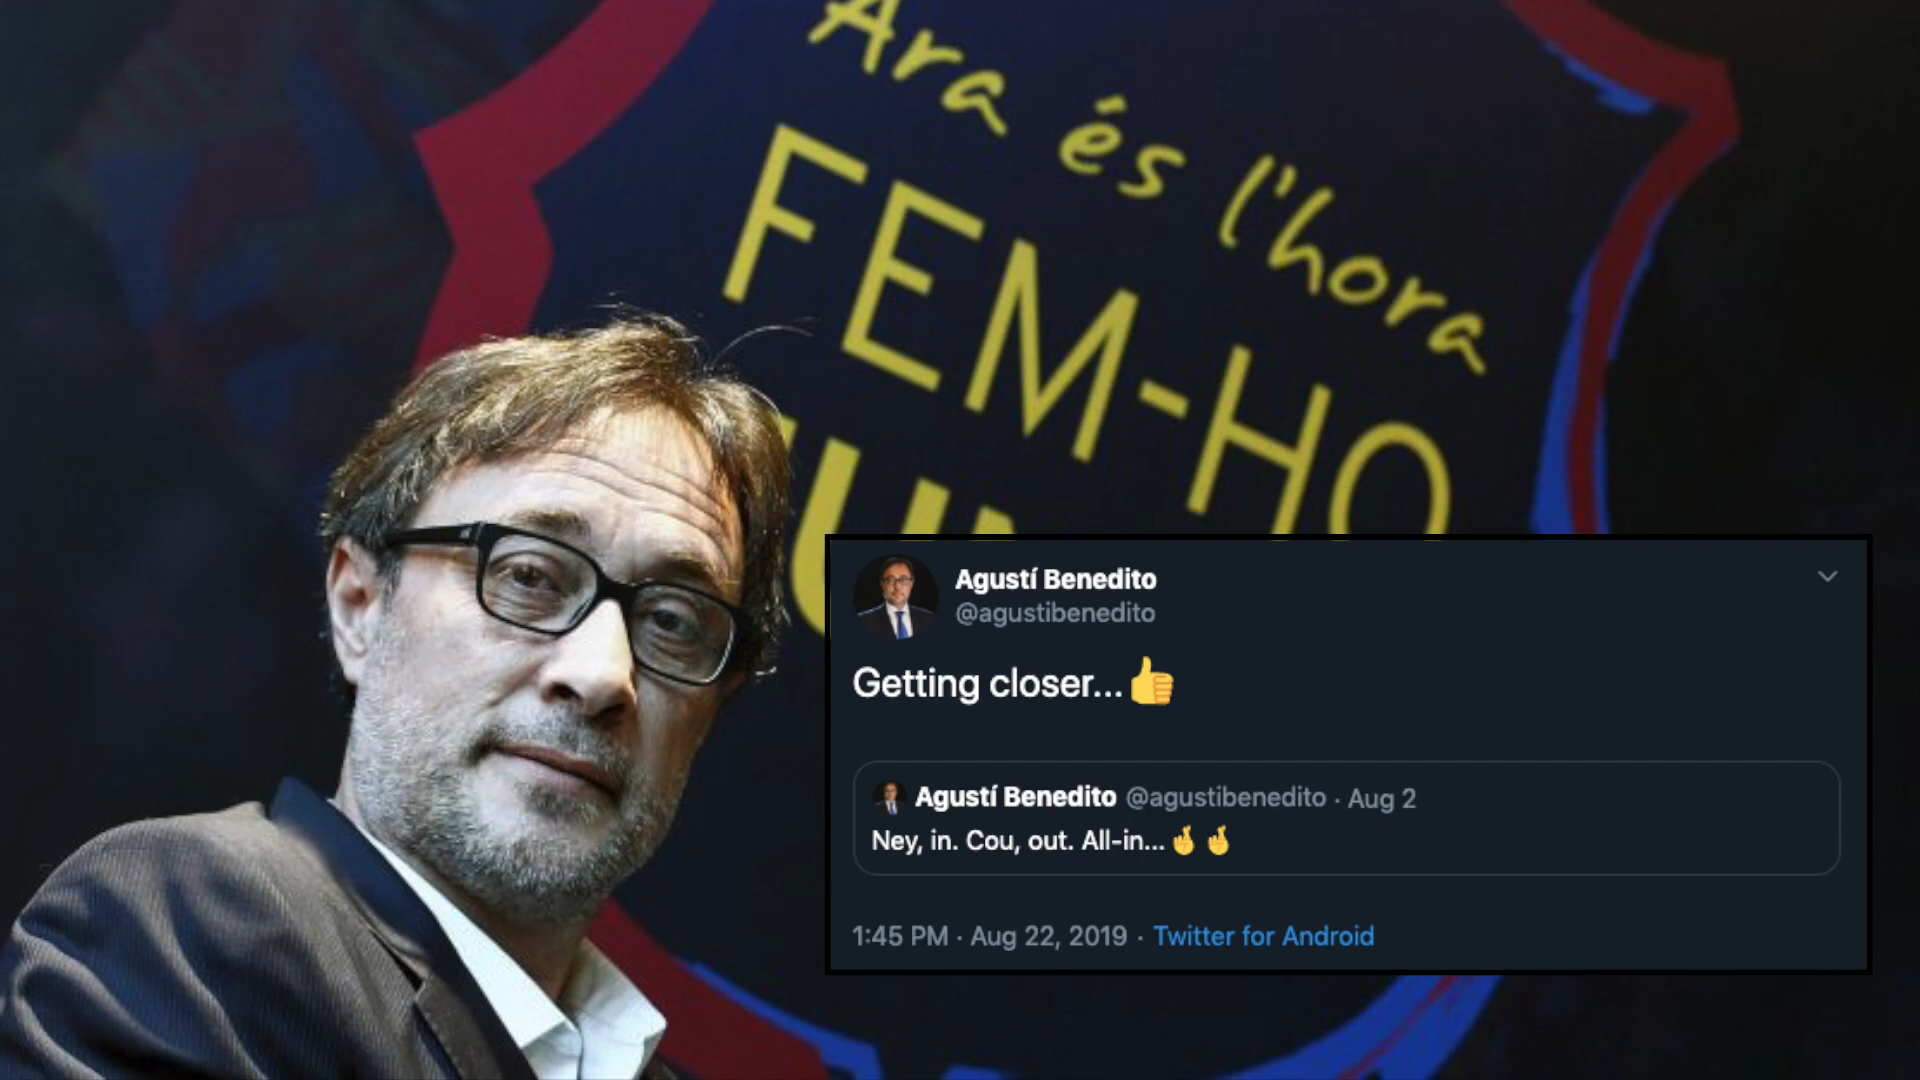 Ara és l'hora
FEM-HO
Agustí Benedito
@agustibenedito
Getting closer...👍
Agustí Benedito @agustibenedito · Aug 2
Ney, in. Cou, out. All-in...🤞🤞
1:45 PM · Aug 22, 2019 · Twitter for Android